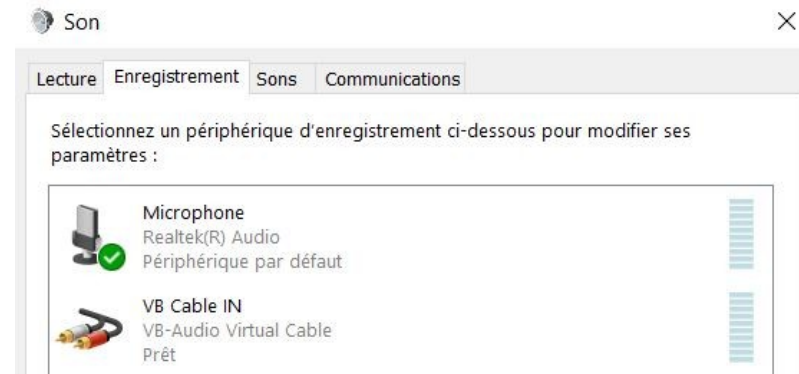 Son
Lecture Enregistrement Sons Communications
Sélectionnez un périphérique d'enregistrement ci-dessous pour modifier ses
paramètres :
Microphone
Realtek(R) Audio
Périphérique par défaut
VB Cable IN
VB-Audio Virtual Cable
Prêt